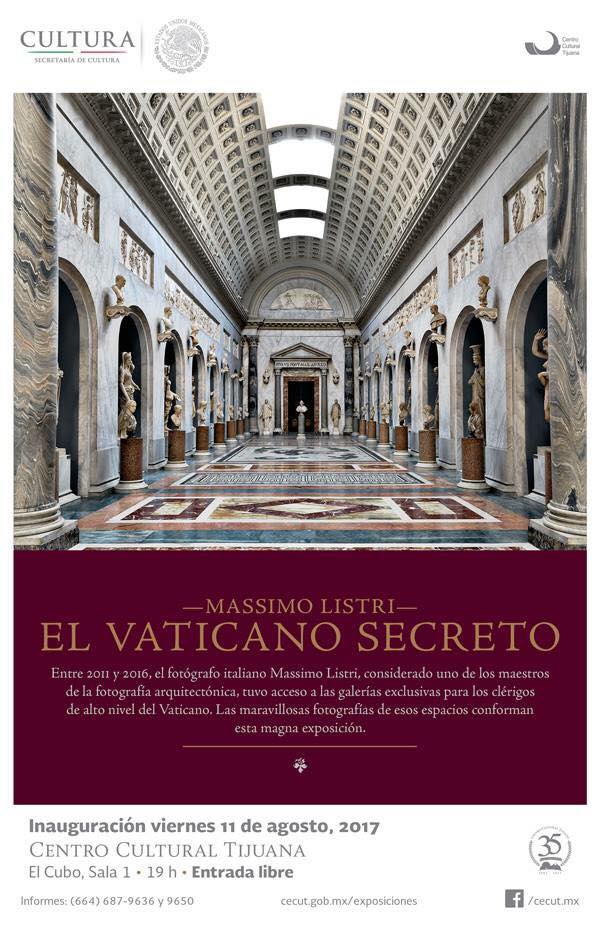 CULTURA
SECRETARÍA DE CULTURA
ESTADOS UNIDOS MEXICANOS
Centro
Cultural
Tijuana
—MASSIMO LISTRI—
EL VATICANO SECRETO
Entre 2011 y 2016, el fotógrafo italiano Massimo Listri, considerado uno de los maestros
de la fotografía arquitectónica, tuvo acceso a las galerías exclusivas para los clérigos
de alto nivel del Vaticano. Las maravillosas fotografías de esos espacios conforman
esta magna exposición.
Inauguración viernes 11 de agosto, 2017
CENTRO CULTURAL TIJUANA
El Cubo, Sala 1 • 19 h • Entrada libre
35
Informes: (664) 687-9636 y 9650
cecut.gob.mx/exposiciones
/cecut.mx